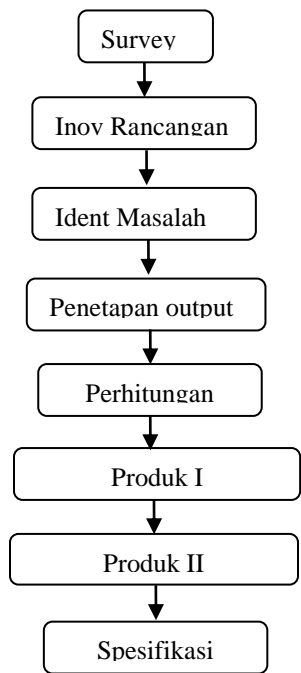 Survey
Inov Rancangan
Ident Masalah
Penetapan output
Perhitungan
Produk I
Produk II
Spesifikasi